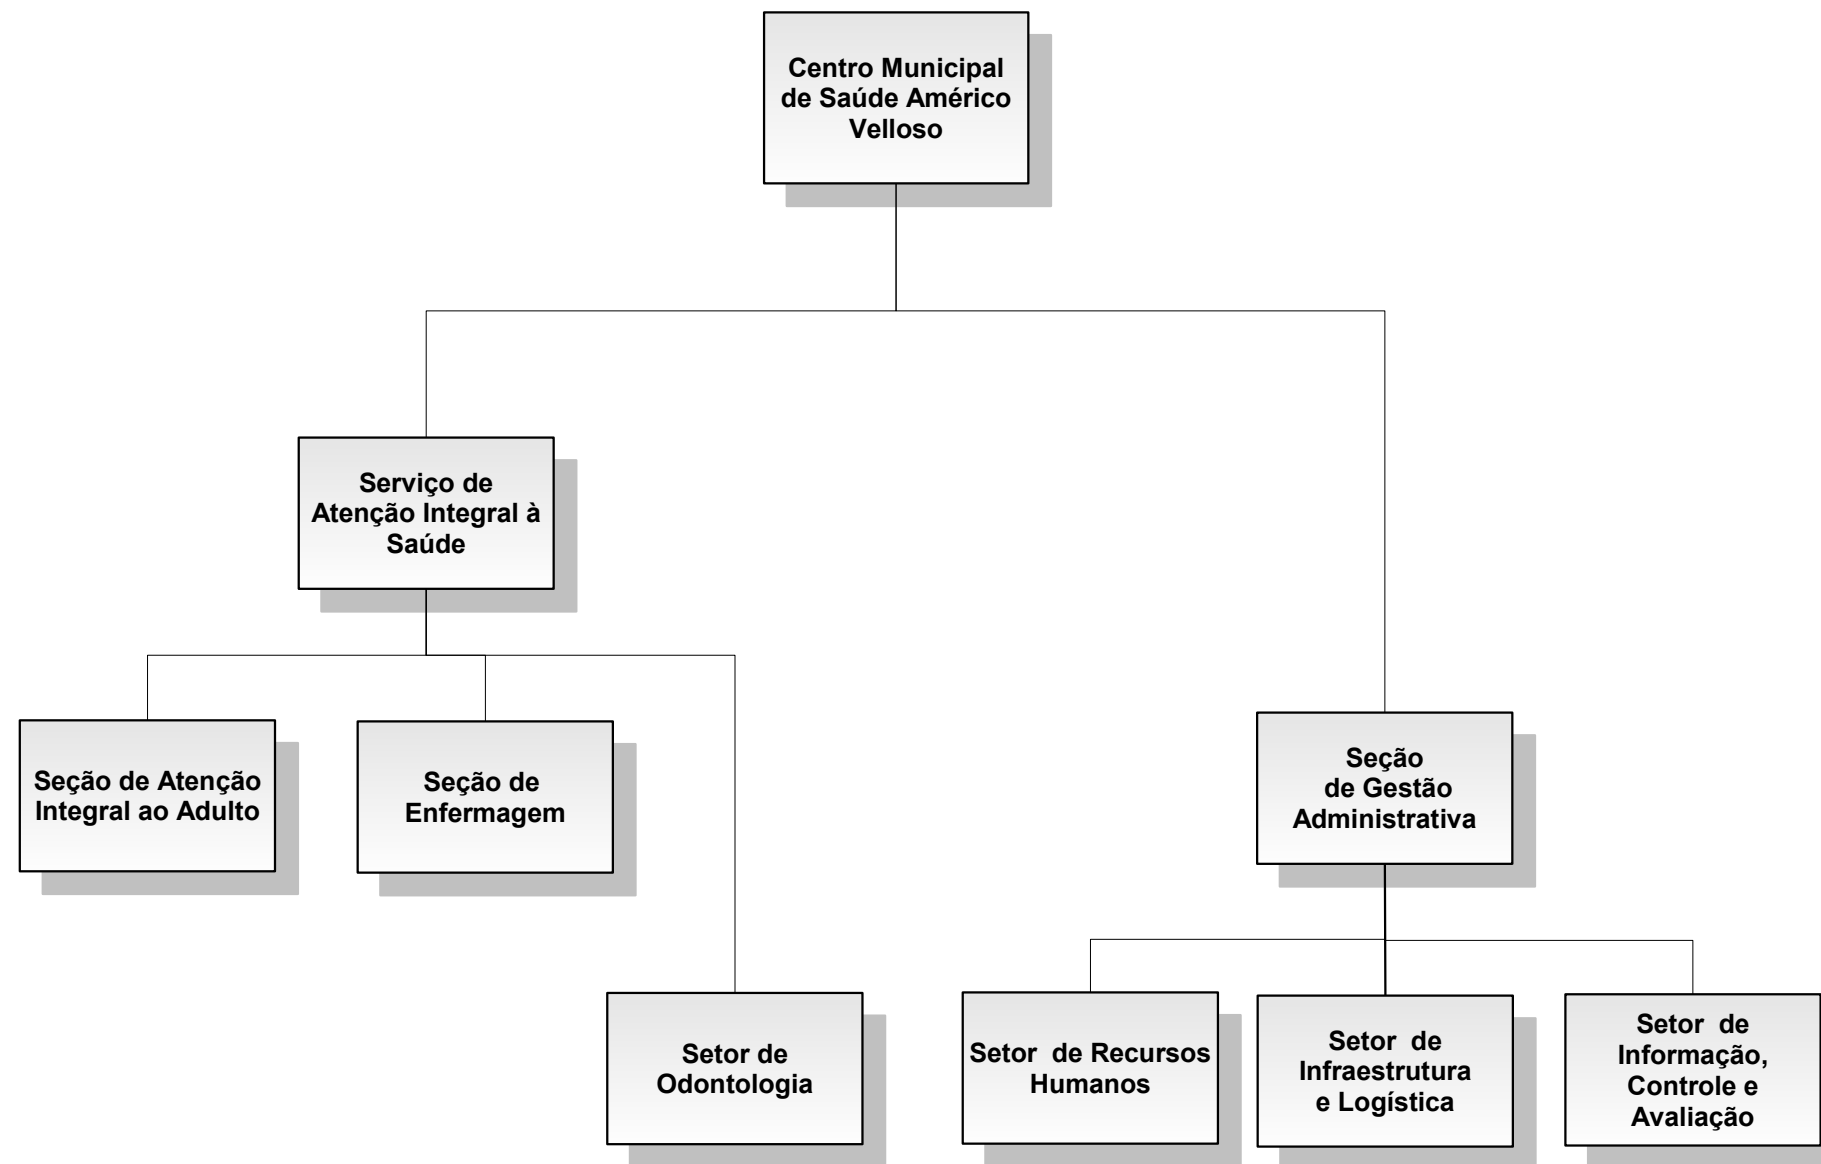 Centro Municipal
de Saúde Américo
Velloso
Serviço de
Atenção Integral à
Saúde
Seção de Atenção
Integral ao Adulto
Seção de
Enfermagem
Seção
de Gestão
Administrativa
Setor de
Odontologia
Setor de Recursos
Humanos
Setor de
Infraestrutura
e Logística
Setor de
Informação,
Controle e
Avaliação